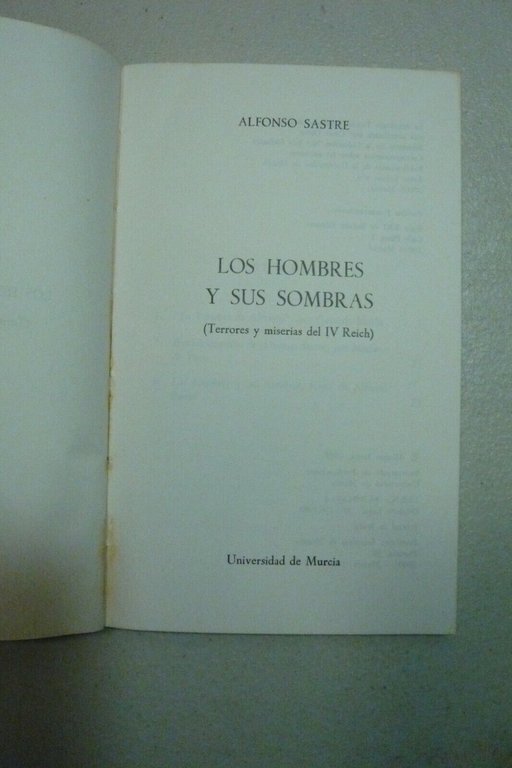 ALFONSO SASTRE
LOS HOMBRES
Y SUS SOMBRAS
(Terrores y miserias del IV Reich)
Universidad de Murcia